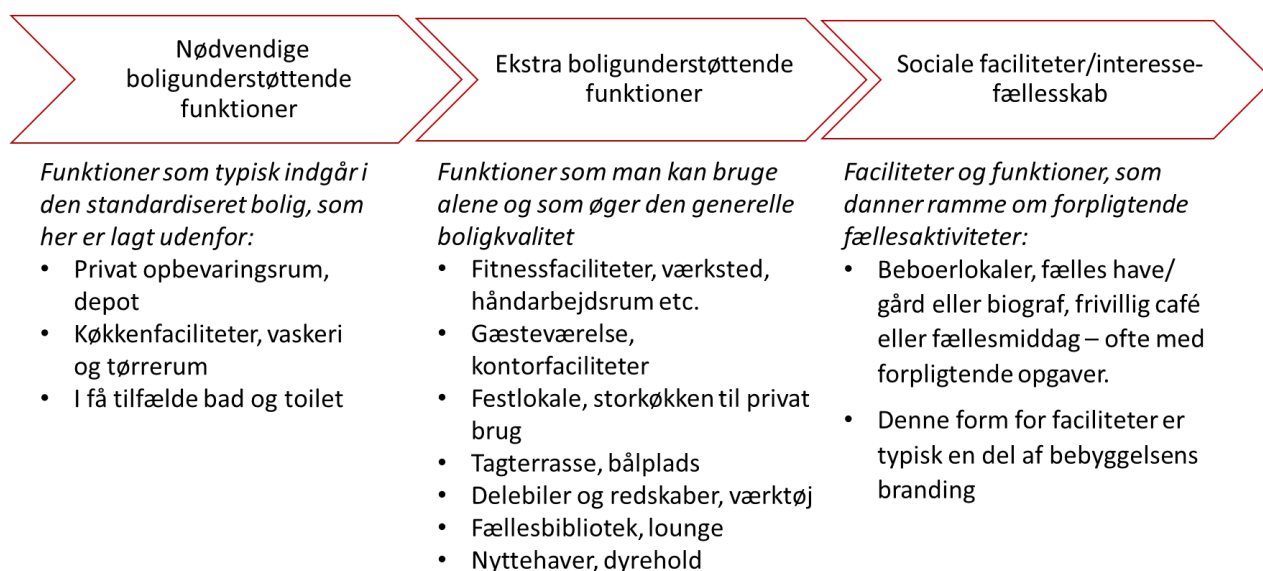 Nødvendige
boligunderstøttende
funktioner
Funktioner som typisk indgår i
den standardiseret bolig, som
her er lagt udenfor:
• Privat opbevaringsrum,
depot
• Køkkenfaciliteter, vaskeri
og tørrerum
• I få tilfælde bad og toilet
Ekstra boligunderstøttende
funktioner
Funktioner som man kan bruge
alene og som øger den generelle
boligkvalitet
• Fitnessfaciliteter, værksted,
håndarbejdsrum etc.
• Gæsteværelse,
kontorfaciliteter
• Festlokale, storkøkken til privat
brug
• Tagterrasse, bålplads
• Delebiler og redskaber, værktøj
• Fællesbibliotek, lounge
• Nyttehaver, dyrehold
Sociale faciliteter/interesse-
fællesskab
Faciliteter og funktioner, som
danner ramme om forpligtende
fællesaktiviteter:
• Beboerlokaler, fælles have/
gård eller biograf, frivillig café
eller fællesmiddag – ofte med
forpligtende opgaver.
• Denne form for faciliteter er
typisk en del af bebyggelsens
branding